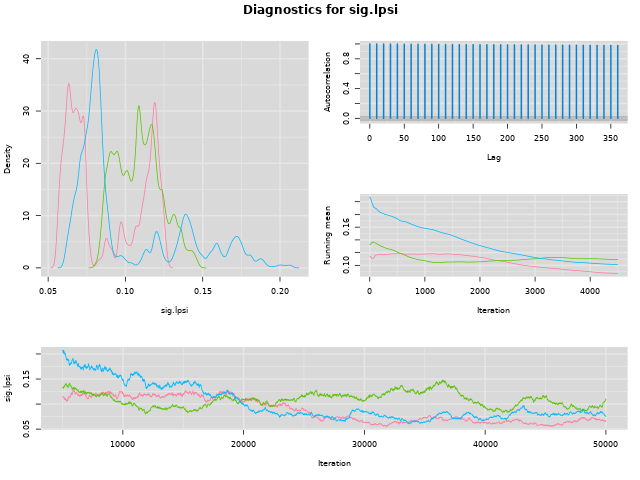 Diagnostics for sig.lpsi
Density
0 10 20 30 40
0.05 0.10 0.15 0.20
sig.lpsi
Autocorrelation
0.0 0.4 0.8
0 50 100 150 200 250 300 350
Lag
Running mean
0.10 0.16
0 1000 2000 3000 4000
Iteration
sig.lpsi
0.05 0.15
10000 20000 30000 40000 50000
Iteration